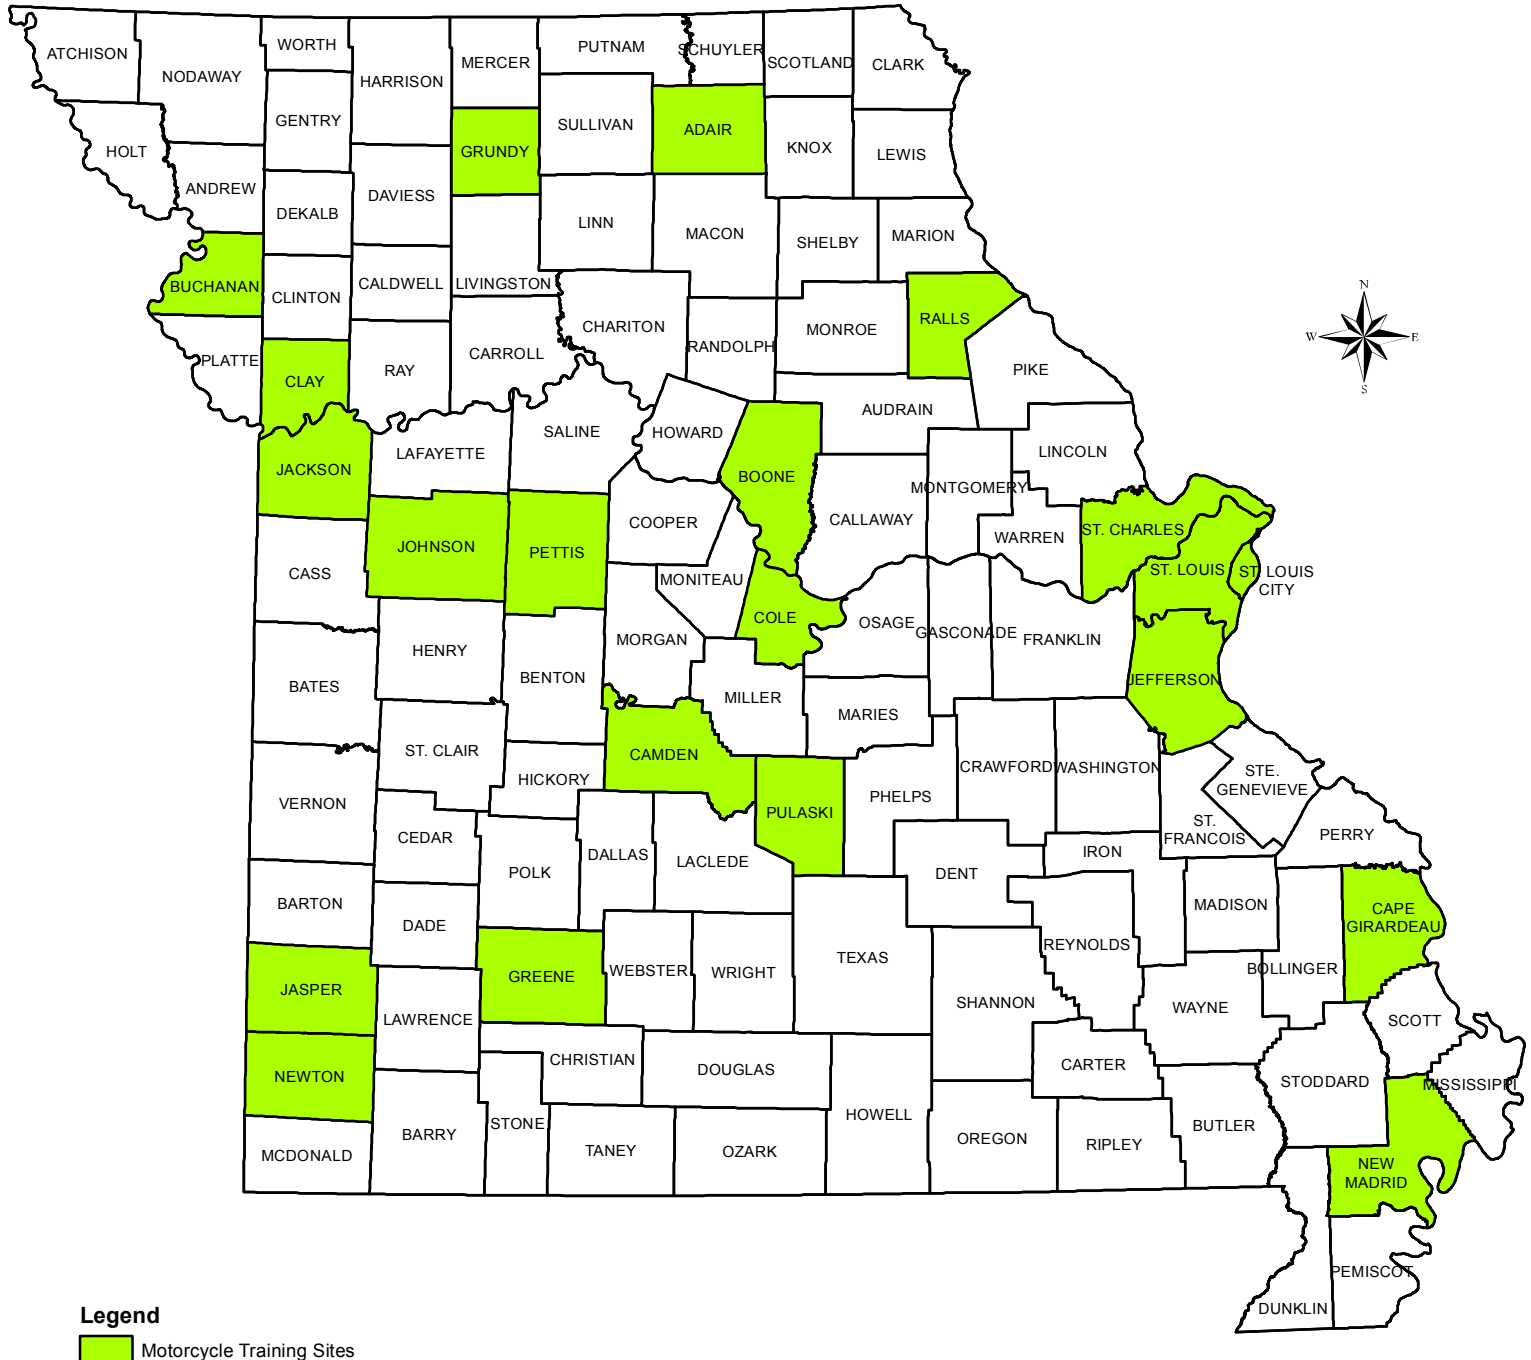 ATCHISON
NODAWAY
WORTH
HARRISON
MERCER
PUTNAM
SCHUYLER
SCOTLAND
CLARK
GENTRY
HOLT
GRUNDY
SULLIVAN
ADAIR
KNOX
LEWIS
ANDREW
DEKALB
DAVIESS
LINN
MACON
SHELBY
MARION
BUCHANAN
CLINTON
CALDWELL
LIVINGSTON
CHARITON
RANDOLPH
MONROE
RALLS
N
W
E
S
PLATTE
CLAY
RAY
CARROLL
PIKE
AUDRAIN
JACKSON
LAFAYETTE
SALINE
HOWARD
BOONE
LINCOLN
MONTGOMERY
COOPER
CALLAWAY
WARREN
ST. CHARLES
JOHNSON
PETTIS
CASS
MONITEAU
ST. LOUIS
ST. LOUIS
CITY
COLE
OSAGE
GASCONADE
FRANKLIN
HENRY
MORGAN
BATES
BENTON
MILLER
JEFFERSON
MARIES
ST. CLAIR
CAMDEN
HICKORY
CRAWFORD
WASHINGTON
STE.
GENEVIEVE
VERNON
PHELPS
PULASKI
CEDAR
ST.
FRANCOIS
PERRY
DALLAS
LACLEDE
IRON
POLK
DENT
BARTON
DADE
MADISON
CAPE
GIRARDEAU
REYNOLDS
JASPER
GREENE
WEBSTER
WRIGHT
TEXAS
BOLLINGER
LAWRENCE
SHANNON
WAYNE
SCOTT
NEWTON
CHRISTIAN
DOUGLAS
CARTER
STODDARD
MISSISSIPPI
HOWELL
STONE
BARRY
BUTLER
MCDONALD
TANEY
OZARK
OREGON
RIPLEY
NEW
MADRID
PEMISCOT
DUNKLIN
Legend
Motorcycle Training Sites